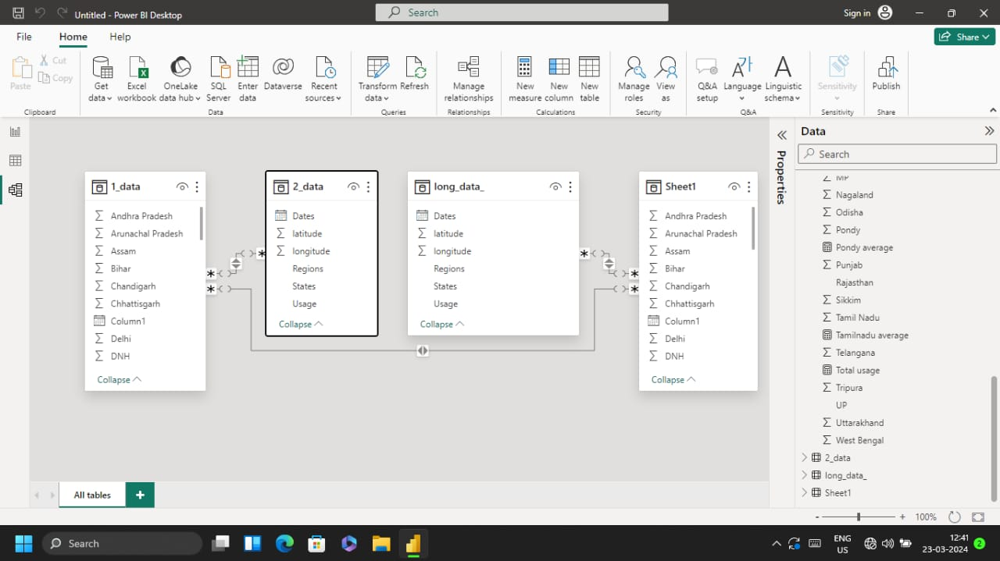 Untitled - Power BI Desktop
Search
Sign in
File
Home
Help
Share
Paste
Cut
Copy
Clipboard
Get data
Excel workbook
OneLake data hub
SQL Server
Enter data
Dataverse
Recent sources
Data
Transform data
Refresh
Queries
Manage relationships
Relationships
New measure
New column
New table
Calculations
Manage roles
View as
Security
Q&A setup
Language
Linguistic schema
Q&A
Sensitivity
Sensitivity
Publish
Share
1_data
Andhra Pradesh
Arunachal Pradesh
Assam
Bihar
Chandigarh
Chhattisgarh
Column1
Delhi
DNH
Collapse
2_data
Dates
latitude
longitude
Regions
States
Usage
Collapse
long_data_
Dates
latitude
longitude
Regions
States
Usage
Collapse
Sheet1
Andhra Pradesh
Arunachal Pradesh
Assam
Bihar
Chandigarh
Chhattisgarh
Column1
Delhi
DNH
Collapse
Properties
Data
Search
MP
Nagaland
Odisha
Pondy
Pondy average
Punjab
Rajasthan
Sikkim
Tamil Nadu
Tamilnadu average
Telangana
Total usage
Tripura
UP
Uttarakhand
West Bengal
2_data
long_data_
Sheet1
All tables
+
- + 100%
Search
ENG
US
12:41
23-03-2024
2